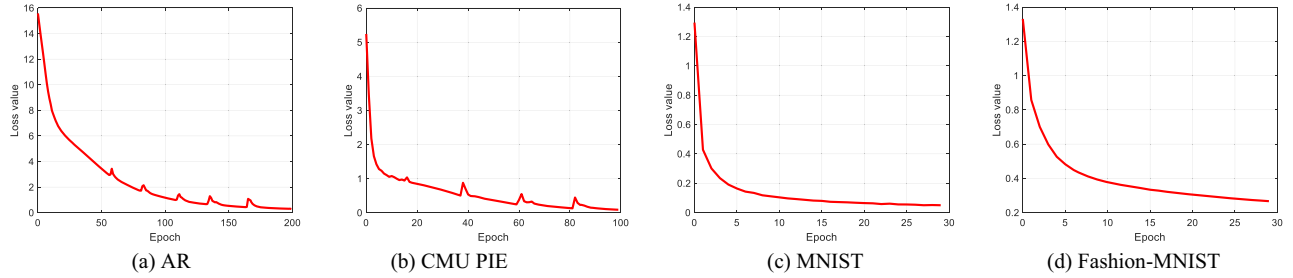 16
14
12
10
8
6
4
2
0
Loss value
0 50 100 150 200
Epoch
(a) AR
6
5
4
3
2
1
0
Loss value
0 20 40 60 80 100
Epoch
(b) CMU PIE
1.4
1.2
1
0.8
0.6
0.4
0.2
0
Loss value
0 5 10 15 20 25 30
Epoch
(c) MNIST
1.4
1.2
1
0.8
0.6
0.4
0.2
Loss value
0 5 10 15 20 25 30
Epoch
(d) Fashion-MNIST